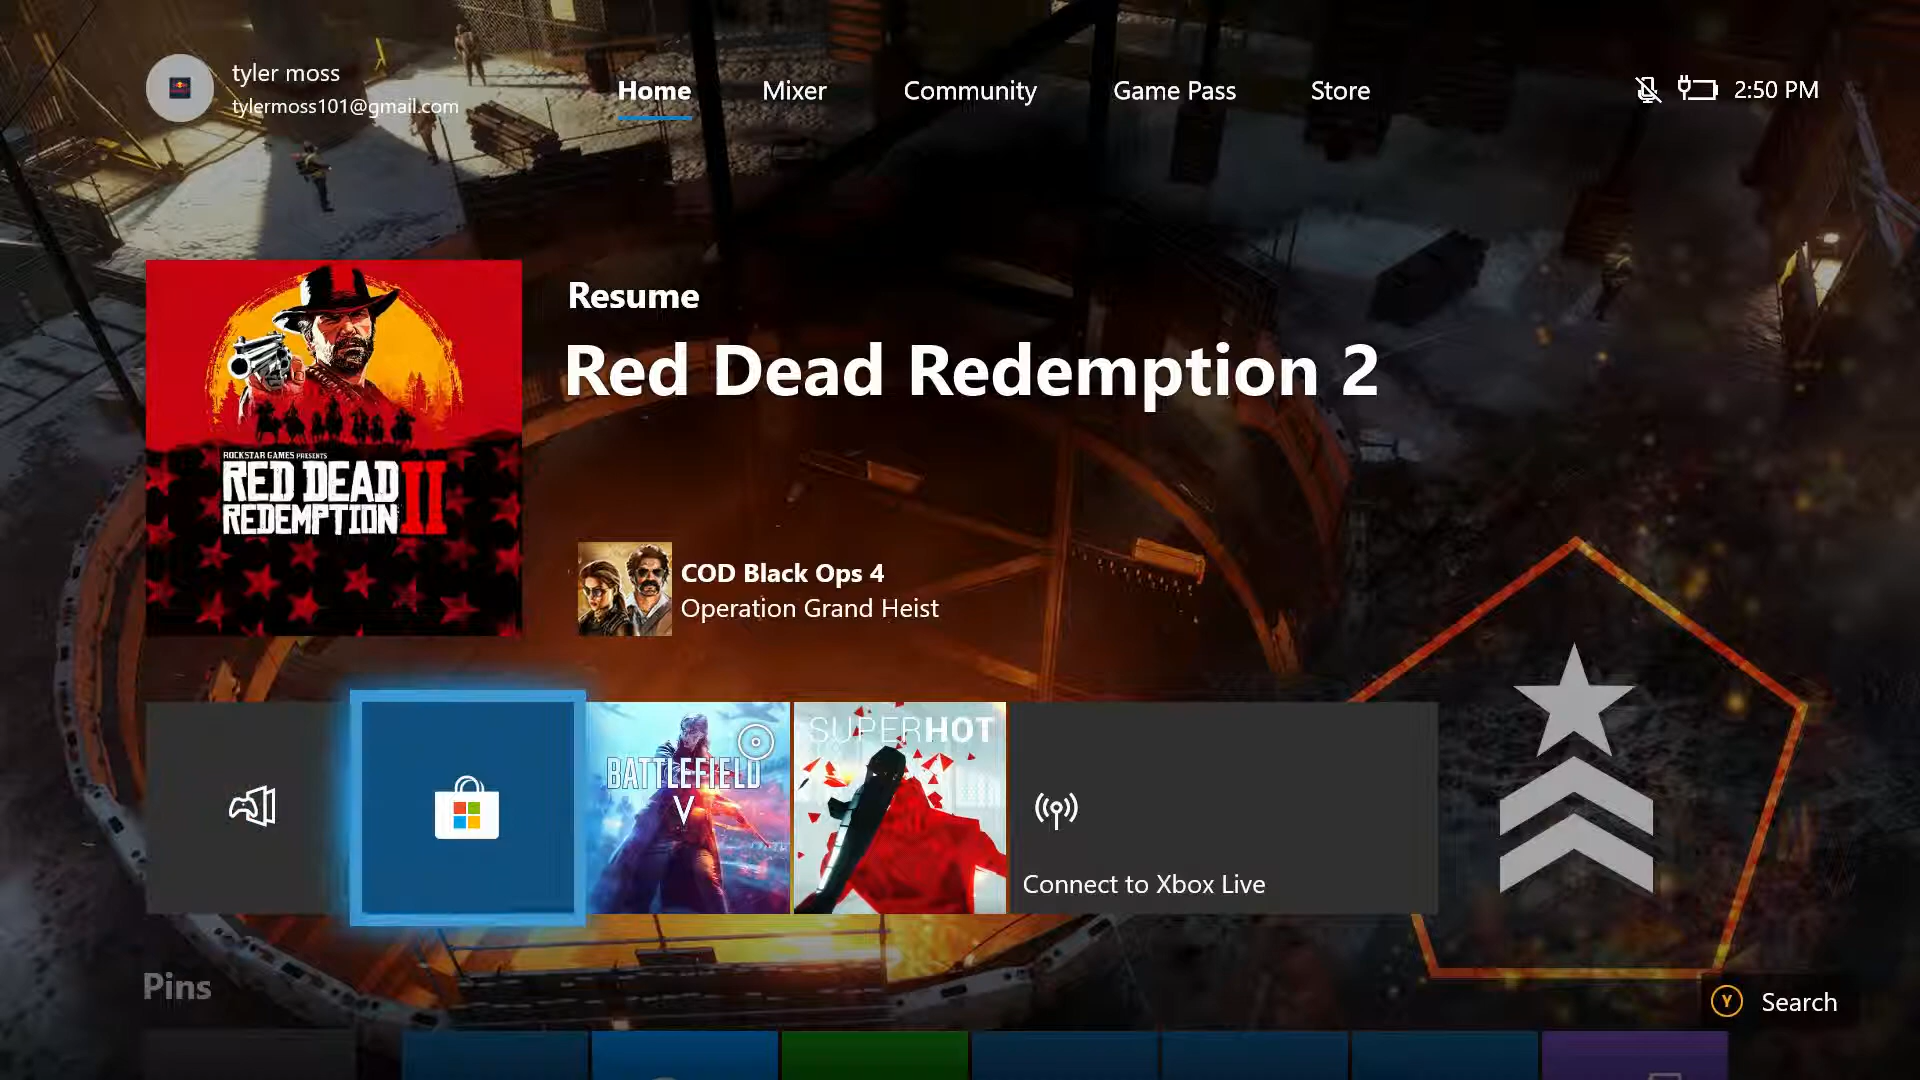 tyler moss
tylermoss101@gmail.com
Home
Mixer
Community
Game Pass
Store
2:50 PM
Resume
Red Dead Redemption 2
ROCKSTAR GAMES PRESENTS
RED DEAD
REDEMPTION II
COD Black Ops 4
Operation Grand Heist
BATTLEFIELD
V
SUPERHOT
Connect to Xbox Live
Pins
Y Search